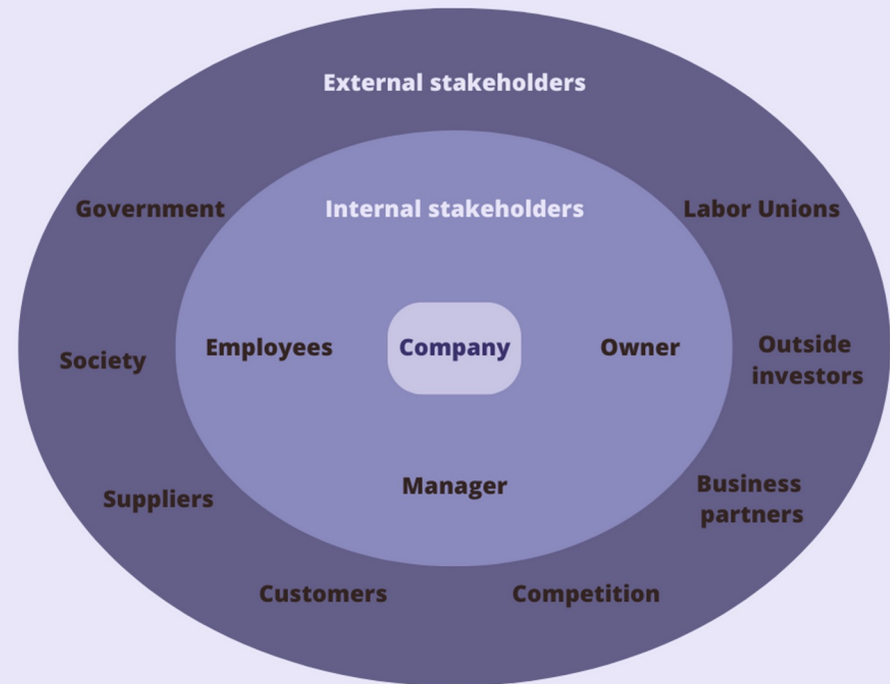 External stakeholders
Government
Internal stakeholders
Labor Unions
Employees
Company
Owner
Society
Outside
investors
Manager
Suppliers
Business
partners
Customers
Competition